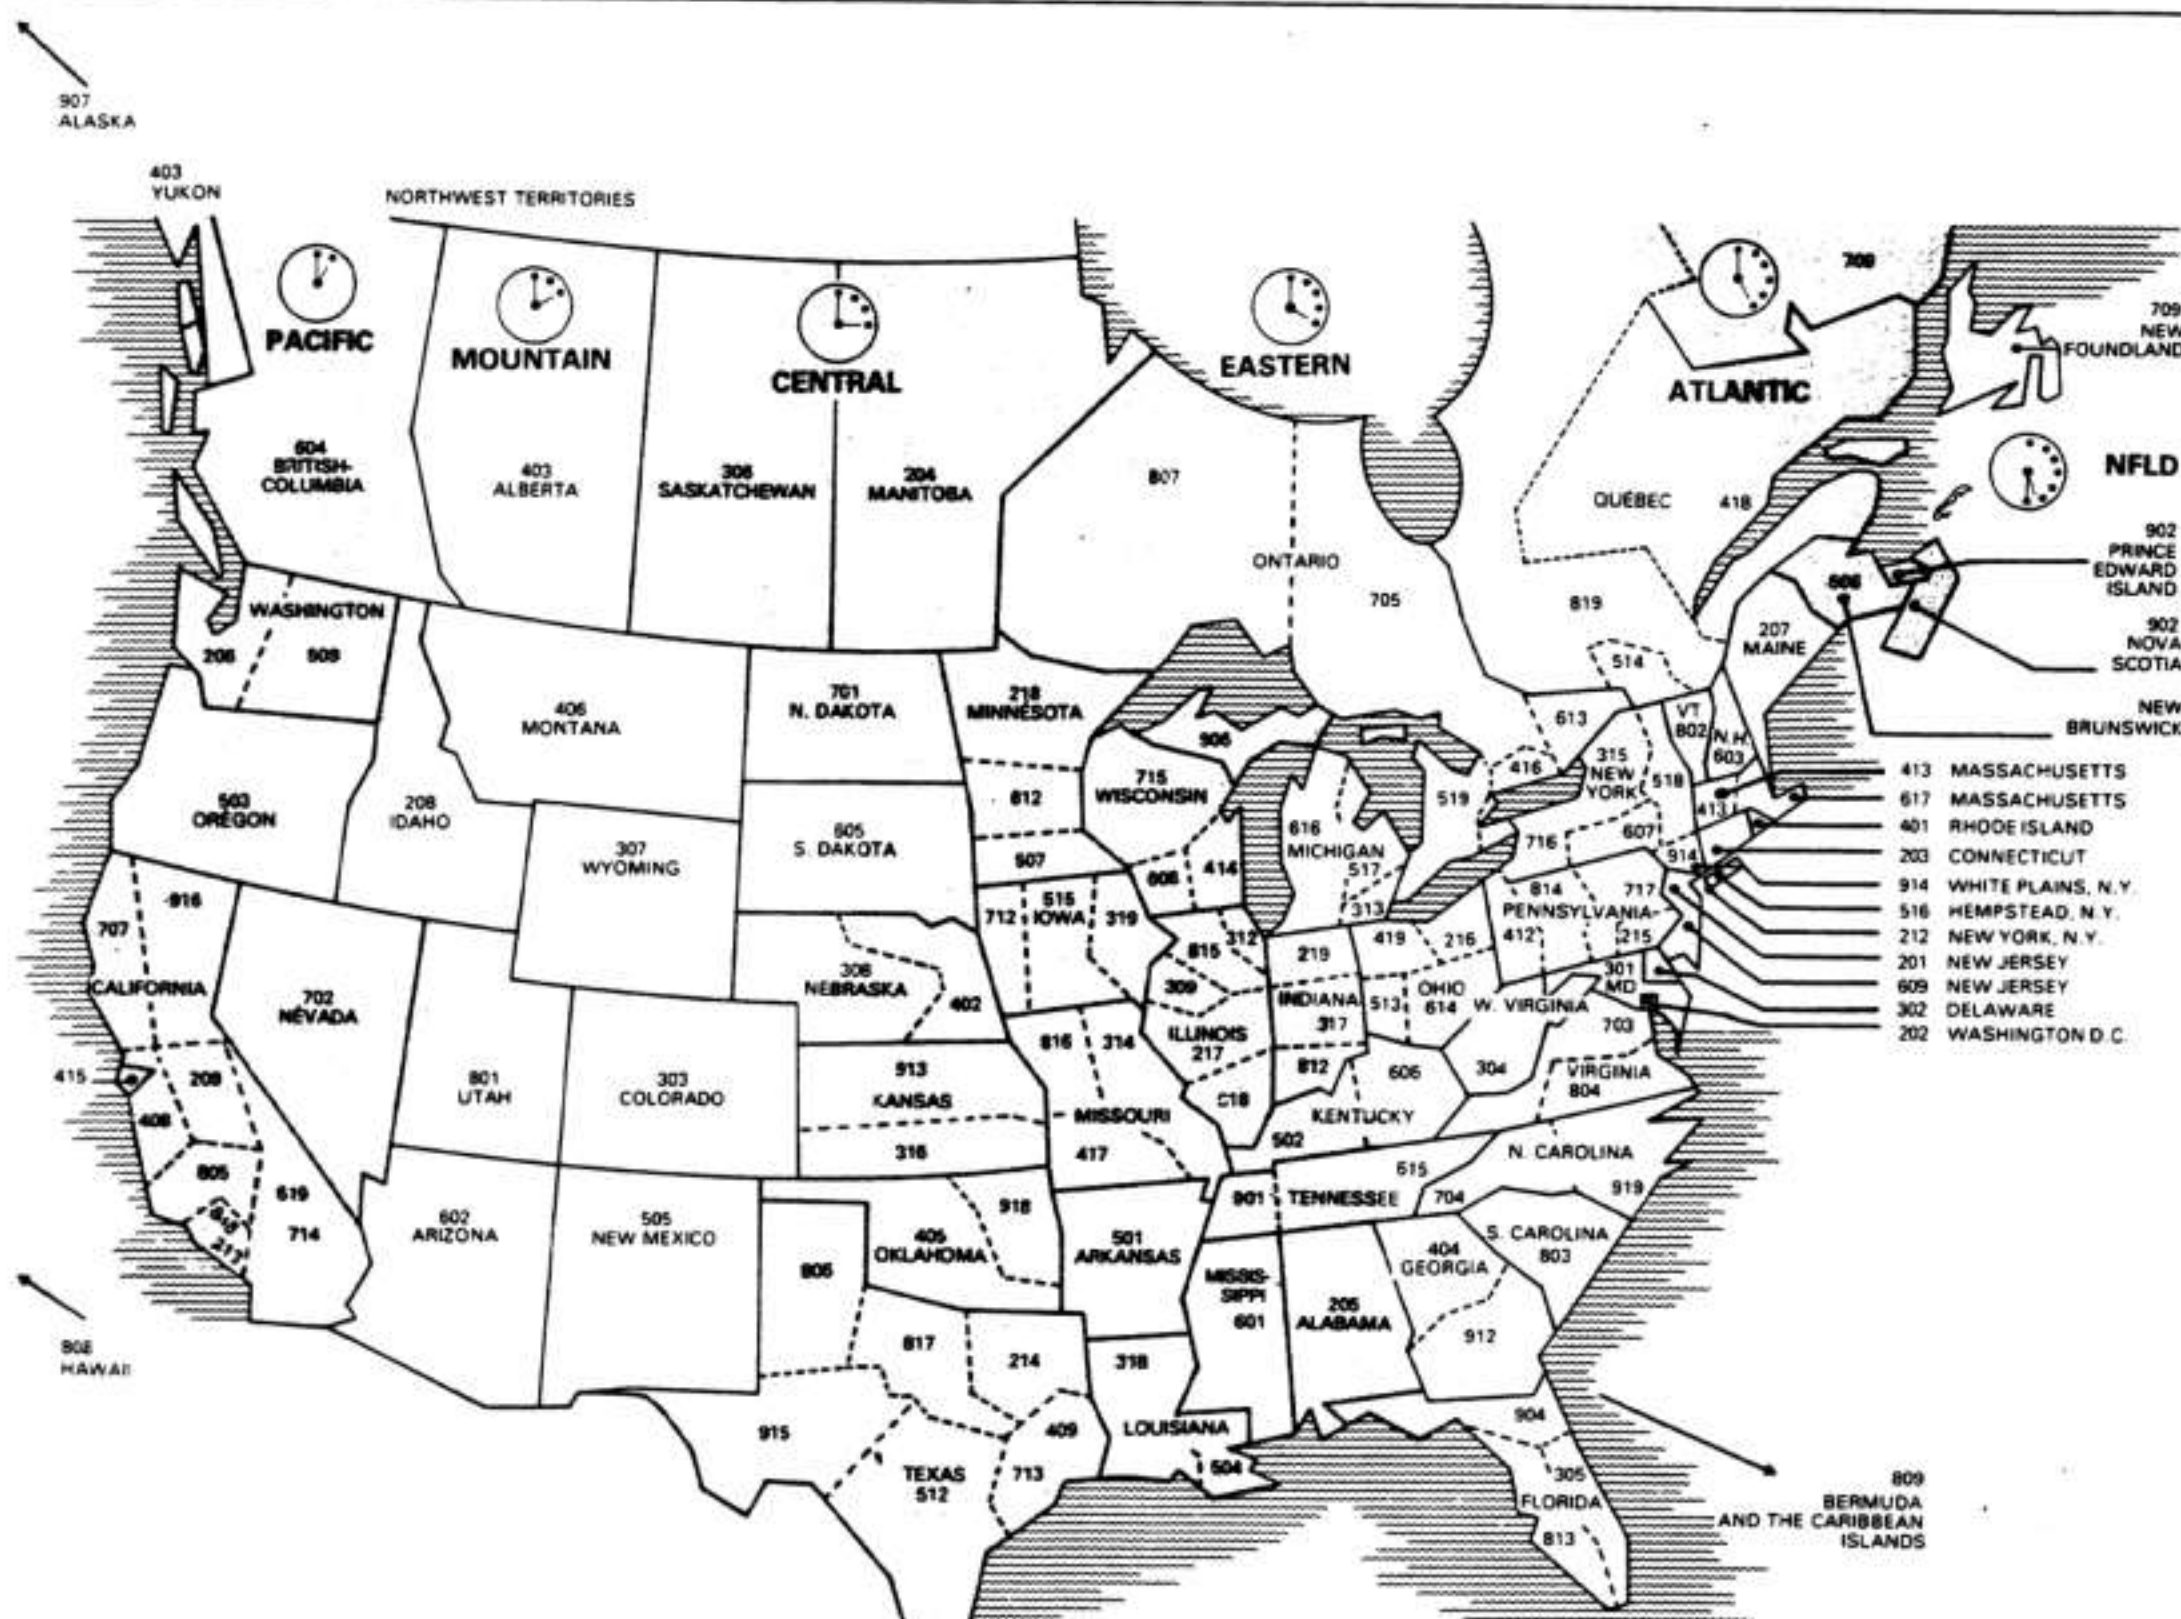 907
ALASKA
403
YUKON
NORTHWEST TERRITORIES
PACIFIC
MOUNTAIN
CENTRAL
EASTERN
ATLANTIC
709
709
NEW
FOUNDLAND
NFLD
604
BRITISH-
COLUMBIA
403
ALBERTA
306
SASKATCHEWAN
204
MANITOBA
807
ONTARIO
705
QUÉBEC
418
819
514
613
416
519
902
PRINCE
EDWARD
ISLAND
902
NOVA
SCOTIA
506
NEW
BRUNSWICK
207
MAINE
WASHINGTON
206
509
503
OREGON
208
IDAHO
406
MONTANA
307
WYOMING
701
N. DAKOTA
605
S. DAKOTA
218
MINNESOTA
612
507
715
WISCONSIN
906
608
414
616
MICHIGAN
517
313
VT
802
N.H.
603
315
NEW
YORK
518
607
716
914
413
413 MASSACHUSETTS
617 MASSACHUSETTS
401 RHODE ISLAND
203 CONNECTICUT
914 WHITE PLAINS, N.Y.
516 HEMPSTEAD, N.Y.
212 NEW YORK, N.Y.
201 NEW JERSEY
609 NEW JERSEY
302 DELAWARE
202 WASHINGTON D.C.
814
717
PENNSYLVANIA
412
215
301
MD
707
916
CALIFORNIA
415
209
408
805
213
619
714
702
NEVADA
801
UTAH
303
COLORADO
308
NEBRASKA
402
913
KANSAS
316
712
515
IOWA
319
816
314
MISSOURI
417
815
312
309
ILLINOIS
217
618
219
INDIANA
317
812
419
216
OHIO
513
614
W. VIRGINIA
304
703
VIRGINIA
804
606
KENTUCKY
502
901
TENNESSEE
615
704
N. CAROLINA
919
S. CAROLINA
803
404
GEORGIA
912
205
ALABAMA
MISSIS-
SIPPI
601
501
ARKANSAS
318
LOUISIANA
504
405
OKLAHOMA
918
602
ARIZONA
505
NEW MEXICO
806
817
214
915
409
713
TEXAS
512
904
305
FLORIDA
813
808
HAWAII
809
BERMUDA
AND THE CARIBBEAN
ISLANDS